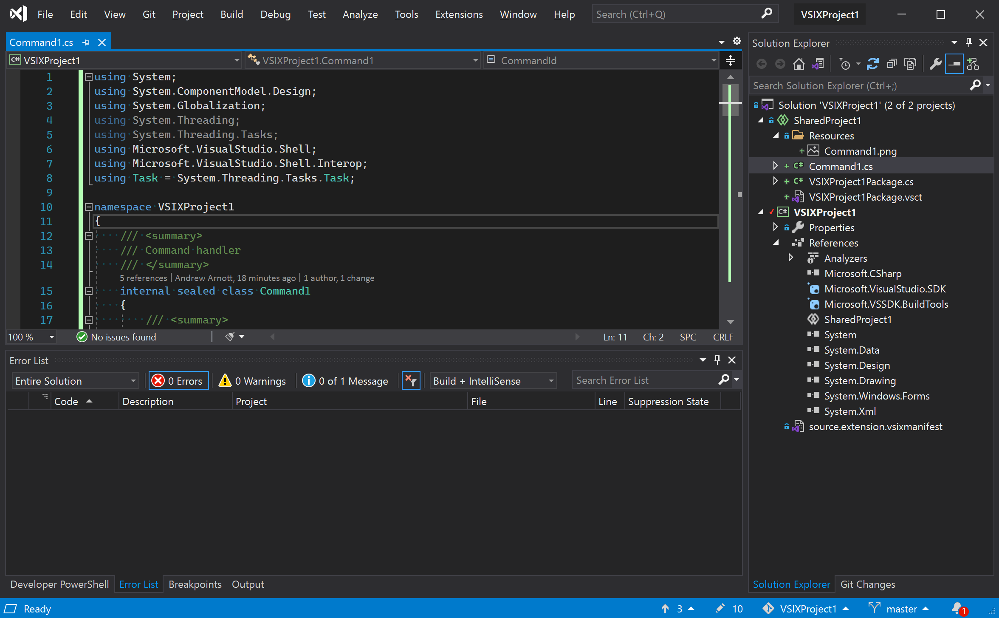 File Edit View Git Project Build Debug Test Analyze Tools Extensions Window Help Search (Ctrl+Q) VSIXProject1
Command1.cs
C# VSIXProject1 VSIXProject1.Command1 CommandId
1 using System;
2 using System.ComponentModel.Design;
3 using System.Globalization;
4 using System.Threading;
5 using System.Threading.Tasks;
6 using Microsoft.VisualStudio.Shell;
7 using Microsoft.VisualStudio.Shell.Interop;
8 using Task = System.Threading.Tasks.Task;
9
10 namespace VSIXProject1
11 {
12 /// <summary>
13 /// Command handler
14 /// </summary>
5 references | Andrew Arnott, 18 minutes ago | 1 author, 1 change
15 internal sealed class Command1
16 {
17 /// <summary>
100 % No issues found Ln: 11 Ch: 2 SPC CRLF
Error List
Entire Solution 0 Errors 0 Warnings 0 of 1 Message Build + IntelliSense Search Error List
Code Description Project File Line Suppression State
Developer PowerShell Error List Breakpoints Output
Solution Explorer
Search Solution Explorer (Ctrl+;)
Solution 'VSIXProject1' (2 of 2 projects)
SharedProject1
Resources
Command1.png
C# Command1.cs
C# VSIXProject1Package.cs
VSIXProject1Package.vsct
C# VSIXProject1
Properties
References
Analyzers
Microsoft.CSharp
Microsoft.VisualStudio.SDK
Microsoft.VSSDK.BuildTools
SharedProject1
System
System.Data
System.Design
System.Drawing
System.Windows.Forms
System.Xml
source.extension.vsixmanifest
Solution Explorer Git Changes
Ready 3 10 VSIXProject1 master 1